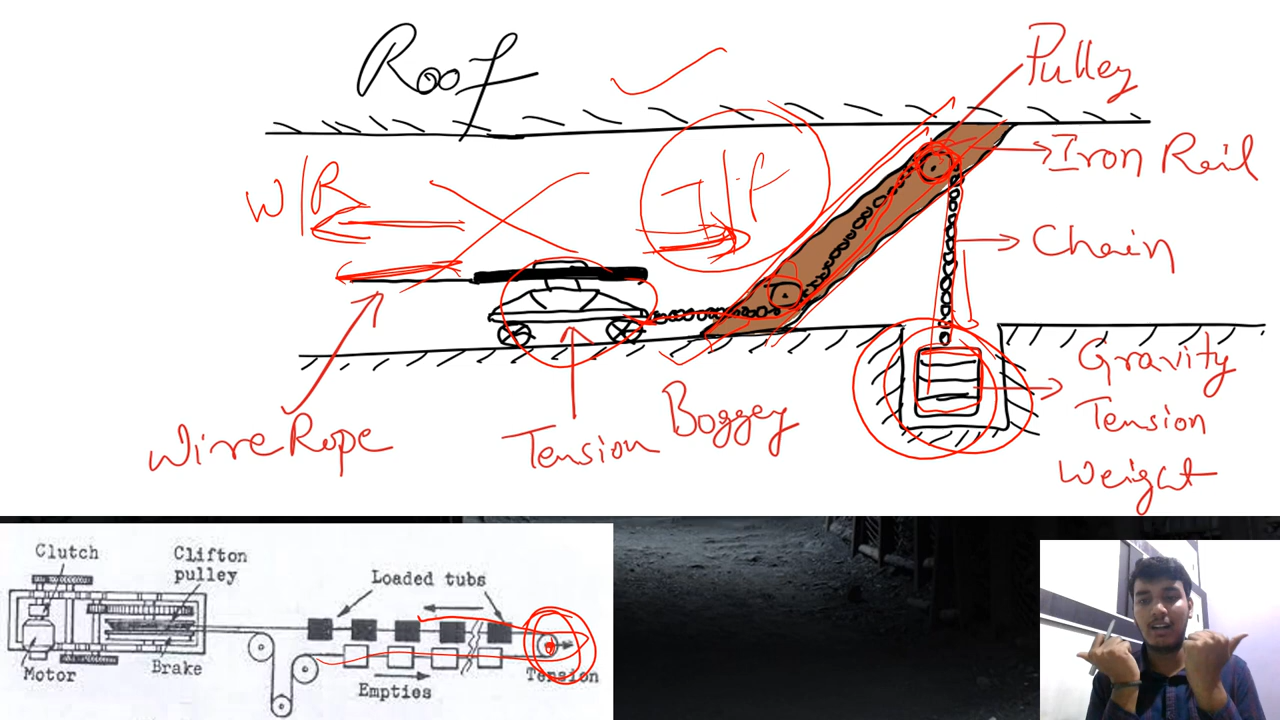 Roof
Pulley
Iron Rail
W/R
Chain
Gravity
Tension
Weight
Wire Rope
Tension Boggey
Clutch
Clifton
pulley
Loaded tubs
Motor
Brake
Empties
Tension